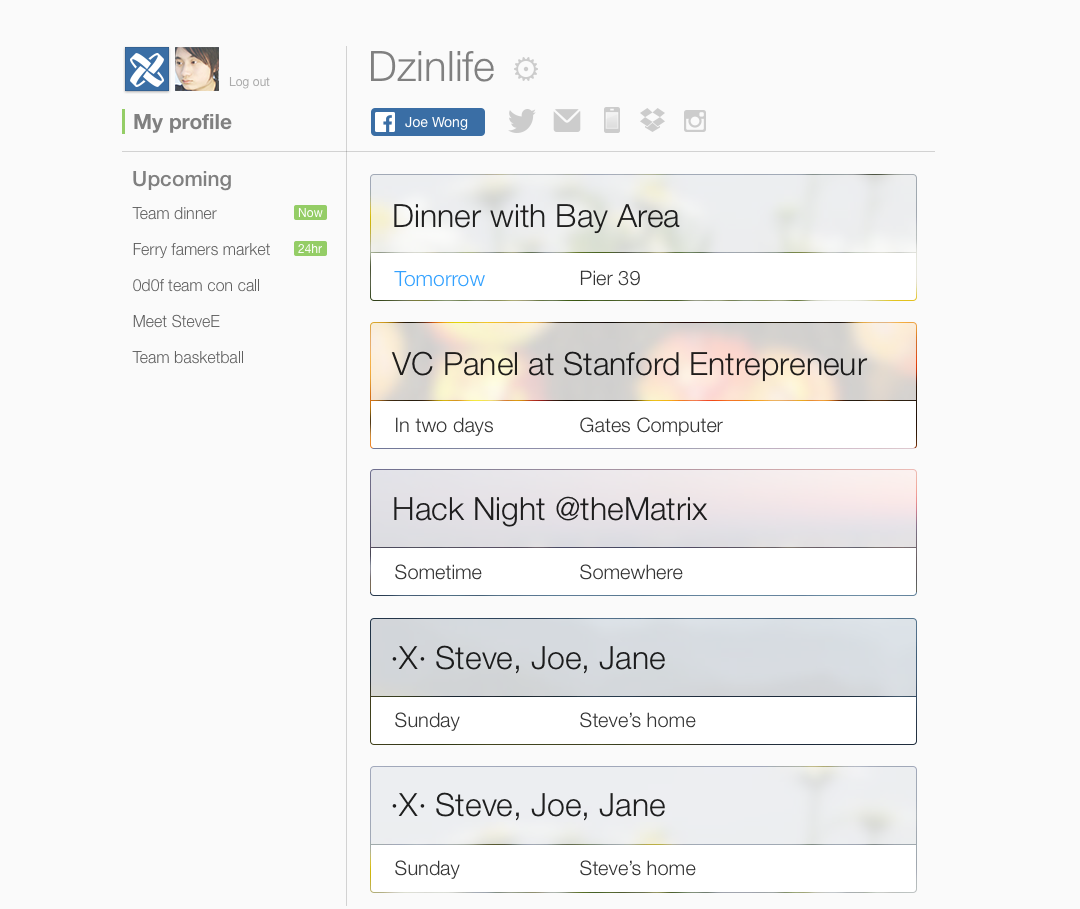 Log out
My profile
Upcoming
Team dinner Now
Ferry famers market 24hr
0d0f team con call
Meet SteveE
Team basketball
Dzinlife
Joe Wong
Dinner with Bay Area
Tomorrow Pier 39
VC Panel at Stanford Entrepreneur
In two days Gates Computer
Hack Night @theMatrix
Sometime Somewhere
·X· Steve, Joe, Jane
Sunday Steve’s home
·X· Steve, Joe, Jane
Sunday Steve’s home